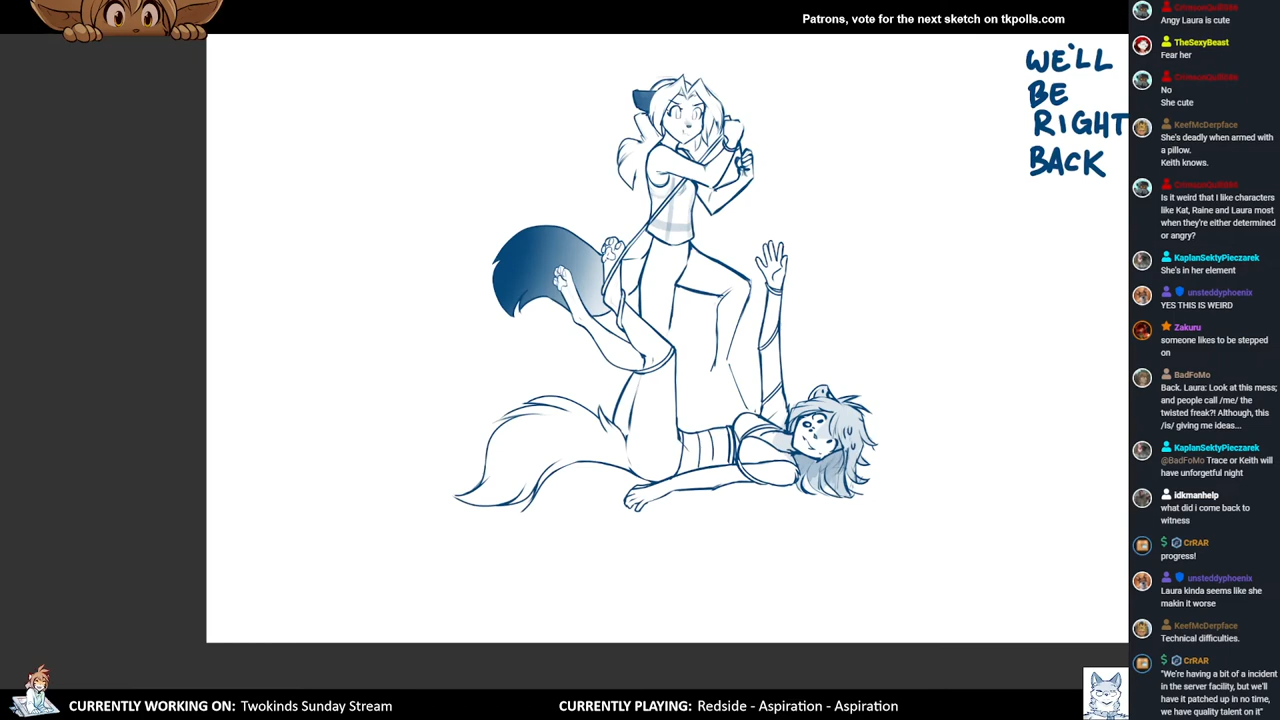 Patrons, vote for the next sketch on tkpolls.com
WE'LL
BE
RIGHT
BACK
Angy Laura is cute
TheSexyBeast
Fear her
No
She cute
KeefMcDerpface
She's deadly when armed with
a pillow.
Keith knows.
Is it weird that I like characters
like Kat, Raine and Laura most
when they're either determined
or angry?
KaplanSektyPieczarek
She's in her element
unsteddyphoenix
YES THIS IS WEIRD
Zakuru
someone likes to be stepped
on
BadFoMo
Back. Laura: Look at this mess;
and people call /me/ the
twisted freak?! Although, this
/is/ giving me ideas...
KaplanSektyPieczarek
@BadFoMo Trace or Keith will
have unforgetful night
idkmanhelp
what did i come back to
witness
$ CrRAR
progress!
unsteddyphoenix
Laura kinda seems like she
makin it worse
KeefMcDerpface
Technical difficulties.
$ CrRAR
"We're having a bit of a incident
in the server facility, but we'll
have it patched up in no time,
we have quality talent on it"
CURRENTLY WORKING ON: Twokinds Sunday Stream
CURRENTLY PLAYING: Redside - Aspiration - Aspiration